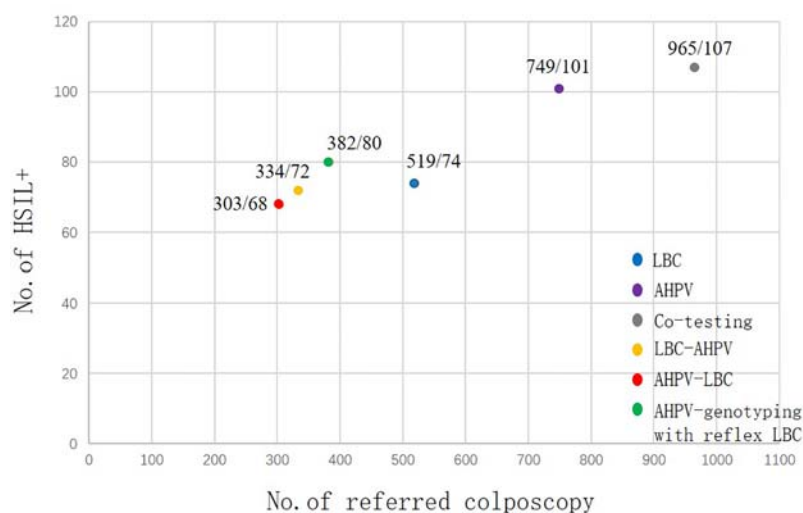 120
965/107
749/101
100
382/80
80
334/72
519/74
303/68
No.of HSIL+
60
LBC
AHPV
40
Co-testing
LBC-AHPV
20
AHPV-LBC
AHPV-genotyping
with reflex LBC
0
0 100 200 300 400 500 600 700 800 900 1000 1100
No.of referred colposcopy